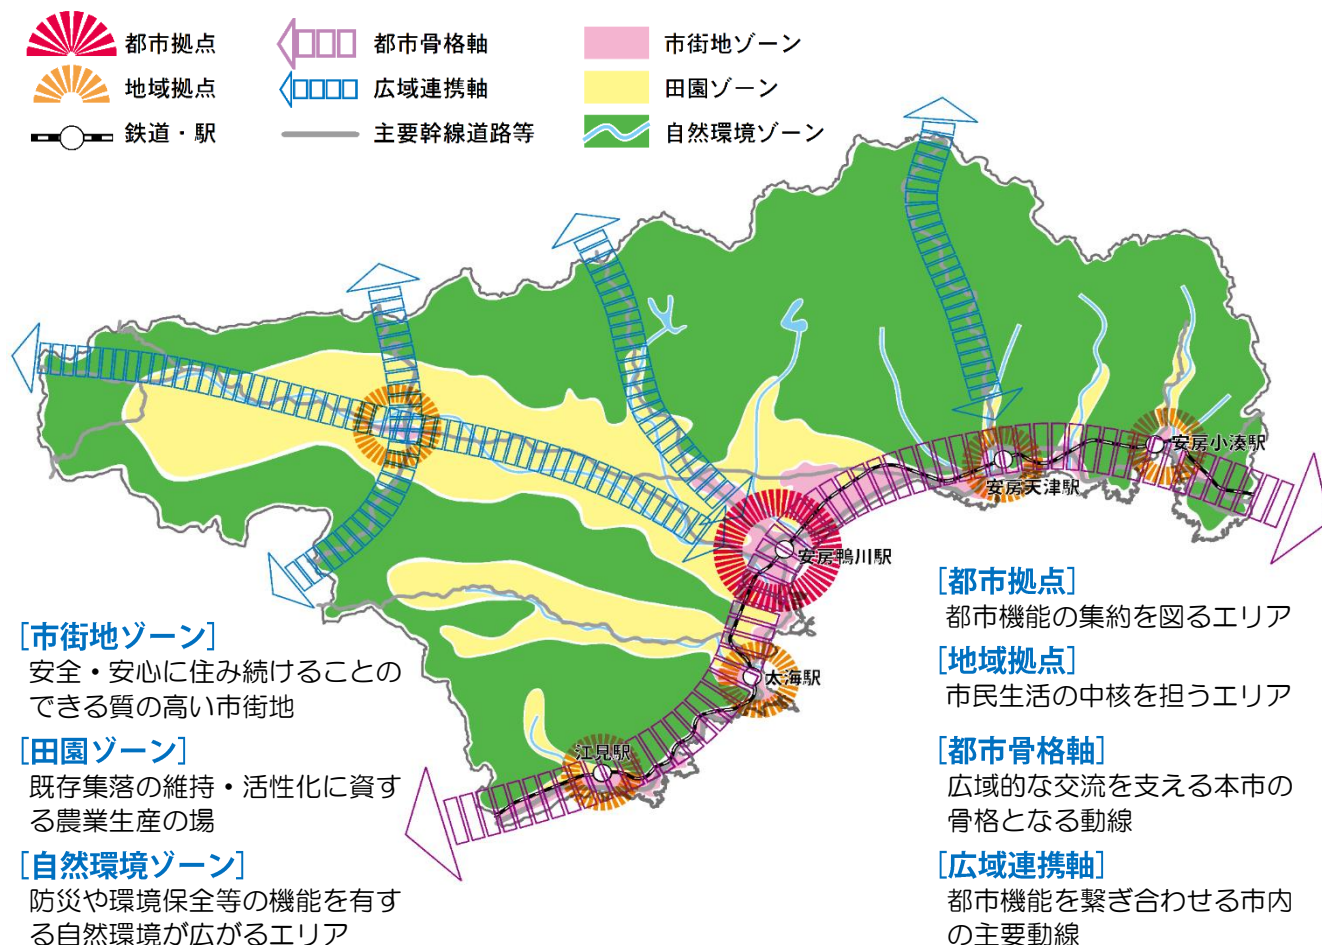 都市拠点
地域拠点
鉄道・駅
都市骨格軸
広域連携軸
主要幹線道路等
市街地ゾーン
田園ゾーン
自然環境ゾーン
安房小湊駅
安房天津駅
安房鴨川駅
太海駅
江見駅
[市街地ゾーン]
安全・安心に住み続けることの
できる質の高い市街地
[田園ゾーン]
既存集落の維持・活性化に資す
る農業生産の場
[自然環境ゾーン]
防災や環境保全等の機能を有す
る自然環境が広がるエリア
[都市拠点]
都市機能の集約を図るエリア
[地域拠点]
市民生活の中核を担うエリア
[都市骨格軸]
広域的な交流を支える本市の
骨格となる動線
[広域連携軸]
都市機能を繋ぎ合わせる市内
の主要動線